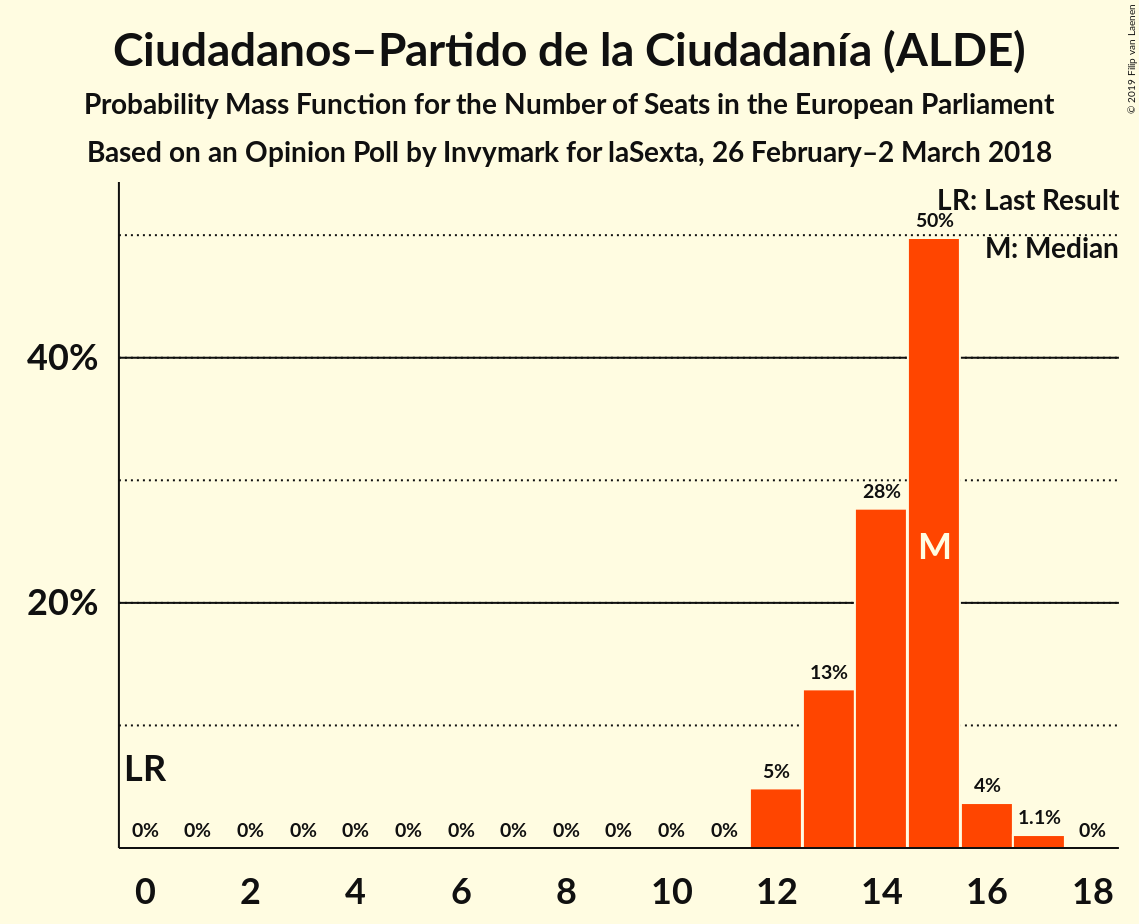 Ciudadanos–Partido de la Ciudadanía (ALDE)
Probability Mass Function for the Number of Seats in the European Parliament
Based on an Opinion Poll by Invymark for laSexta, 26 February–2 March 2018
© 2019 Filip van Laenen
LR: Last Result
M: Median
50%
40%
28%
M
20%
13%
LR
5%
4%
1.1%
0% 0% 0% 0% 0% 0% 0% 0% 0% 0% 0% 0% 0%
0 2 4 6 8 10 12 14 16 18